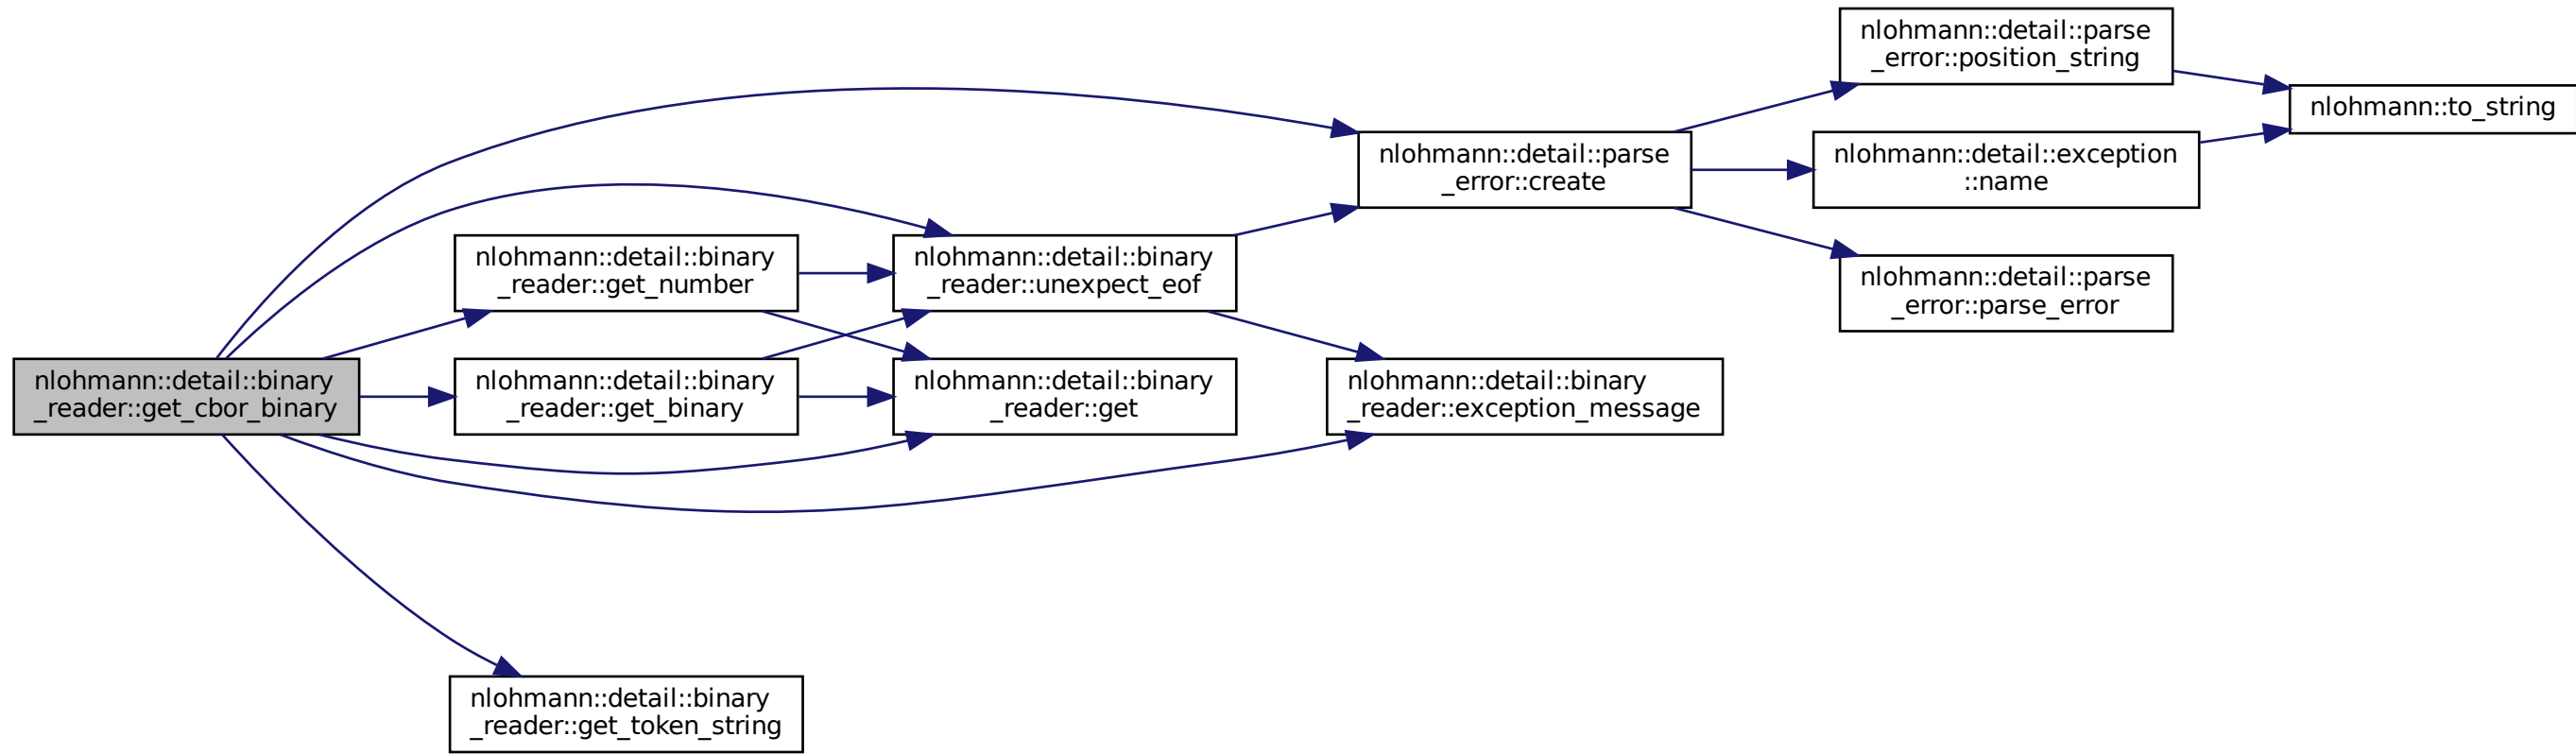 nlohmann::detail::binary
_reader::get_cbor_binary
nlohmann::detail::binary
_reader::get_number
nlohmann::detail::binary
_reader::get_binary
nlohmann::detail::binary
_reader::get_token_string
nlohmann::detail::binary
_reader::unexpect_eof
nlohmann::detail::binary
_reader::get
nlohmann::detail::parse
_error::create
nlohmann::detail::binary
_reader::exception_message
nlohmann::detail::parse
_error::position_string
nlohmann::detail::exception
::name
nlohmann::detail::parse
_error::parse_error
nlohmann::to_string